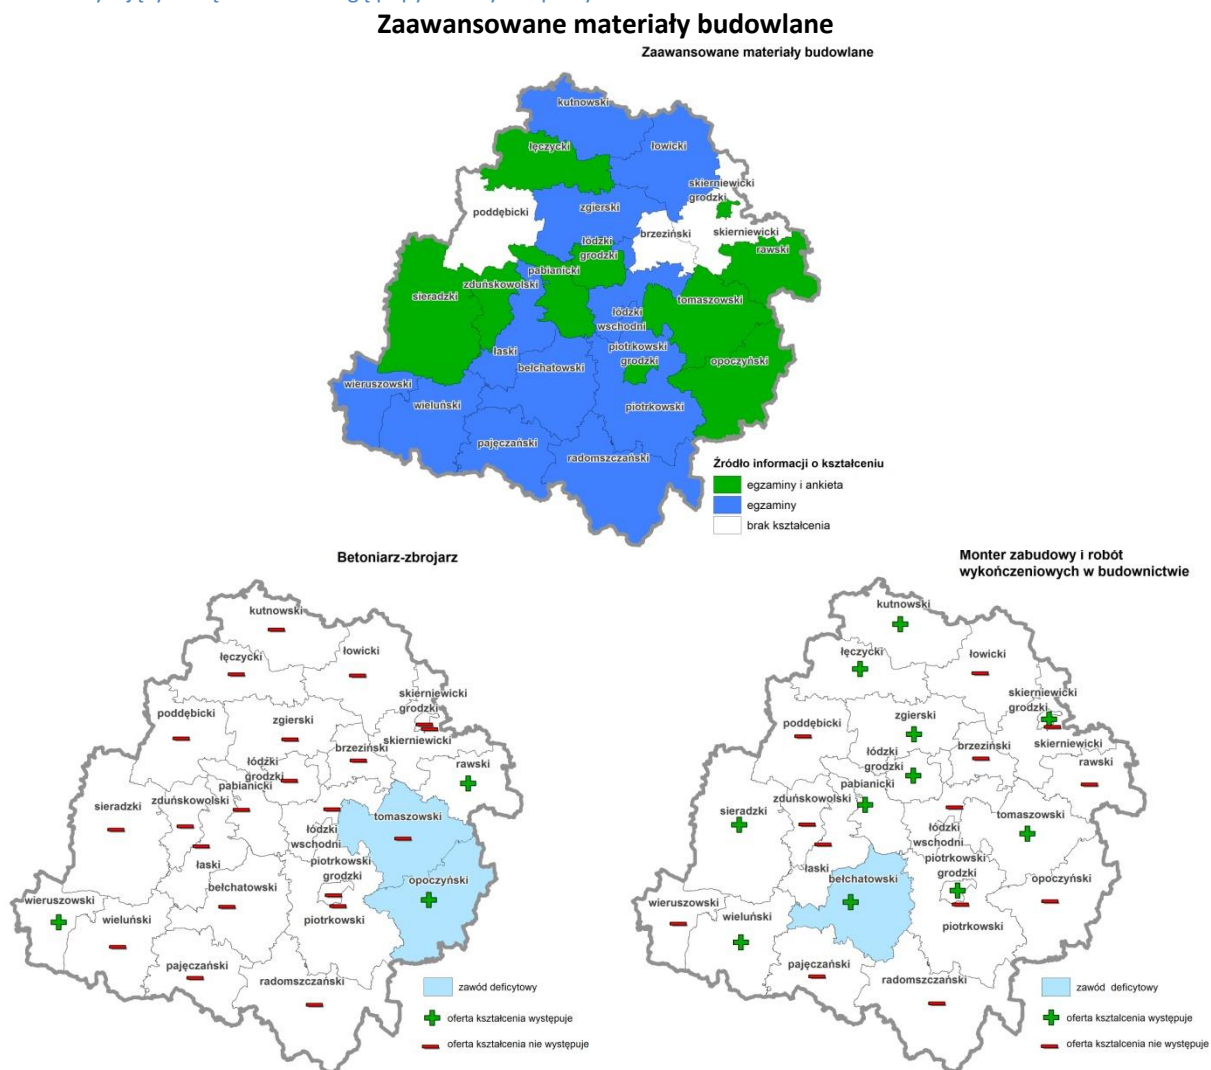 Zaawansowane materiały budowlane
Zaawansowane materiały budowlane
kutnowski
łęczycki
łowicki
skierniewicki
grodzki
poddębicki
zgierski
brzeziński
skierniewicki
rawski
łódzki
grodzki
pabianicki
zduńskowolski
sieradzki
tomaszowski
łódzki
wschodni
piotrkowski
grodzki
opoczyński
łaski
bełchatowski
wieruszowski
wieluński
piotrkowski
pajęczański
radomszczański
Źródło informacji o kształceniu
egzaminy i ankieta
egzaminy
brak kształcenia
Betoniarz-zbrojarz
kutnowski
łęczycki
łowicki
skierniewicki
grodzki
poddębicki
zgierski
skierniewicki
brzeziński
rawski
łódzki
grodzki
pabianicki
zduńskowolski
sieradzki
tomaszowski
łódzki
wschodni
piotrkowski
łaski
grodzki
opoczyński
bełchatowski
wieruszowski
wieluński
piotrkowski
pajęczański
radomszczański
zawód deficytowy
oferta kształcenia występuje
oferta kształcenia nie występuje
Monter zabudowy i robót
wykończeniowych w budownictwie
kutnowski
łęczycki
łowicki
skierniewicki
grodzki
poddębicki
zgierski
skierniewicki
brzeziński
rawski
łódzki
grodzki
pabianicki
zduńskowolski
sieradzki
tomaszowski
łódzki
wschodni
piotrkowski
łaski
grodzki
opoczyński
bełchatowski
wieruszowski
wieluński
piotrkowski
pajęczański
radomszczański
zawód deficytowy
oferta kształcenia występuje
oferta kształcenia nie występuje